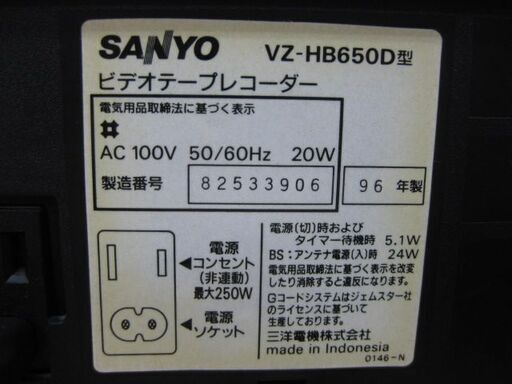 SANYO VZ-HB650D型
ビデオテープレコーダー
電気用品取締法に基づく表示
AC 100V 50/60Hz 20W
製造番号 82533906 96 年製
電源(切)時および
タイマー待機時 5.1W
BS:アンテナ電源(入)時 24W
電気用品取締法に基づく表示を改変
したり消除すると違反になります。
Gコードシステムはジェムスター社
のライセンスに基づいて
生産しております。
三洋電機株式会社
made in Indonesia
0146-N
電源
コンセント
(非連動)
最大250W
電源
ソケット